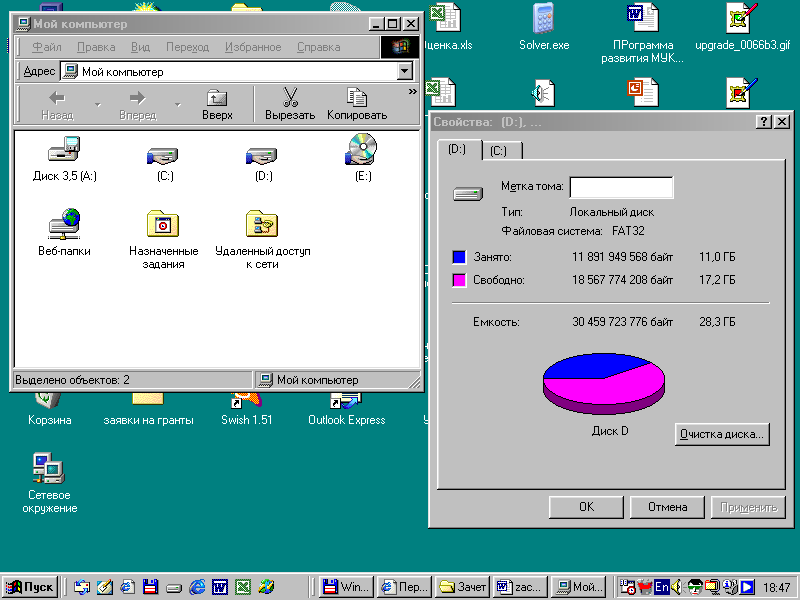 Мой компьютер
Файл Правка Вид Переход Избранное Справка
Адрес Мой компьютер
Назад Вперед Вверх Вырезать Копировать »
Диск 3,5 (A:)
(C:)
(D:)
(E:)
Веб-папки
Назначенные
задания
Удаленный доступ
к сети
Выделено объектов: 2
Мой компьютер
Solver.exe
ПРограмма
развития МУК...
upgrade_0066b3.gif
Свойства: (D:), ...
(D:) (C:)
Метка тома:
Тип: Локальный диск
Файловая система: FAT32
Занято: 11 891 949 568 байт 11,0 ГБ
Свободно: 18 567 774 208 байт 17,2 ГБ
Емкость: 30 459 723 776 байт 28,3 ГБ
Диск D
Очистка диска...
OK Отмена Применить
Корзина
заявки на гранты
Swish 1.51
Outlook Express
Сетевое
окружение
Пуск
Win...
Пер...
Зачет
zac...
Мой...
En
18:47